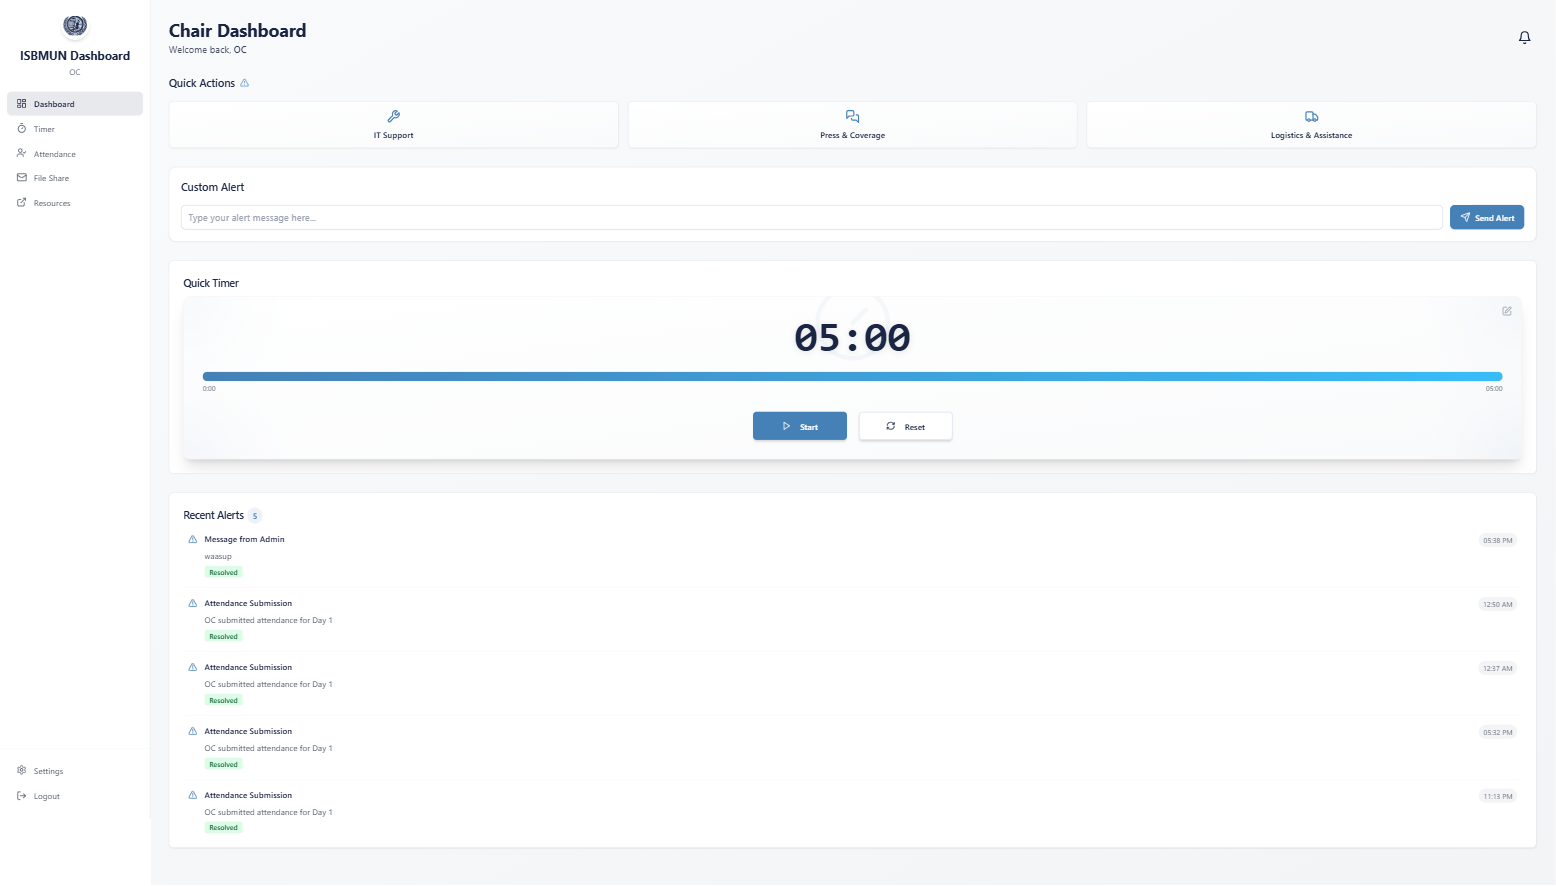 ISBMUN Dashboard
OC
Dashboard
Timer
Attendance
File Share
Resources
Settings
Logout
Chair Dashboard
Welcome back, OC
Quick Actions
IT Support
Press & Coverage
Logistics & Assistance
Custom Alert
Type your alert message here...
Send Alert
Quick Timer
05:00
0:00
05:00
Start
Reset
Recent Alerts 5
Message from Admin
05:38 PM
waasup
Resolved
Attendance Submission
12:50 AM
OC submitted attendance for Day 1
Resolved
Attendance Submission
12:37 AM
OC submitted attendance for Day 1
Resolved
Attendance Submission
05:32 PM
OC submitted attendance for Day 1
Resolved
Attendance Submission
11:13 PM
OC submitted attendance for Day 1
Resolved